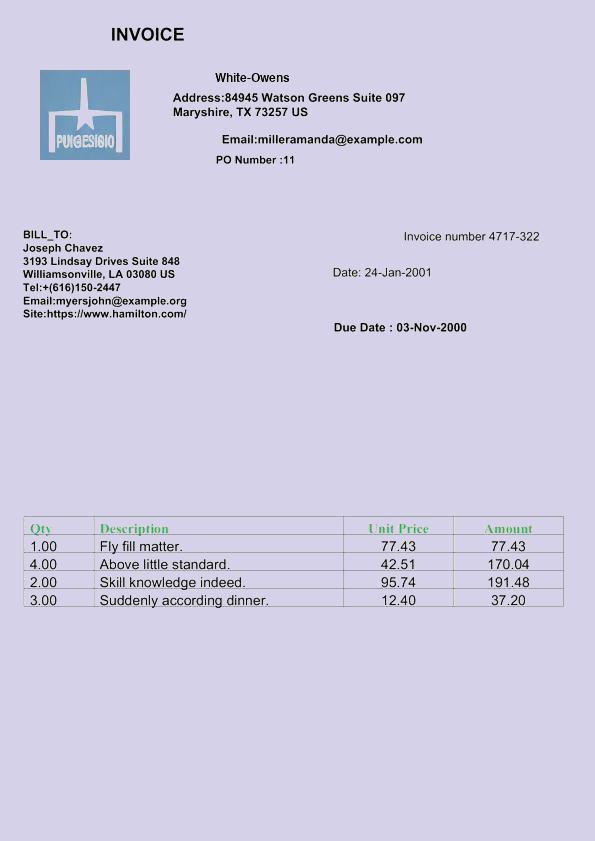 INVOICE
White-Owens
Address:84945 Watson Greens Suite 097
Maryshire, TX 73257 US
PUIGESIBIO
Email:milleramanda@example.com
PO Number :11
BILL_TO:
Joseph Chavez
3193 Lindsay Drives Suite 848
Williamsonville, LA 03080 US
Tel:+(616)150-2447
Email:myersjohn@example.org
Site:https://www.hamilton.com/
Invoice number 4717-322
Date: 24-Jan-2001
Due Date : 03-Nov-2000
Qty Description Unit Price Amount
1.00 Fly fill matter. 77.43 77.43
4.00 Above little standard. 42.51 170.04
2.00 Skill knowledge indeed. 95.74 191.48
3.00 Suddenly according dinner. 12.40 37.20